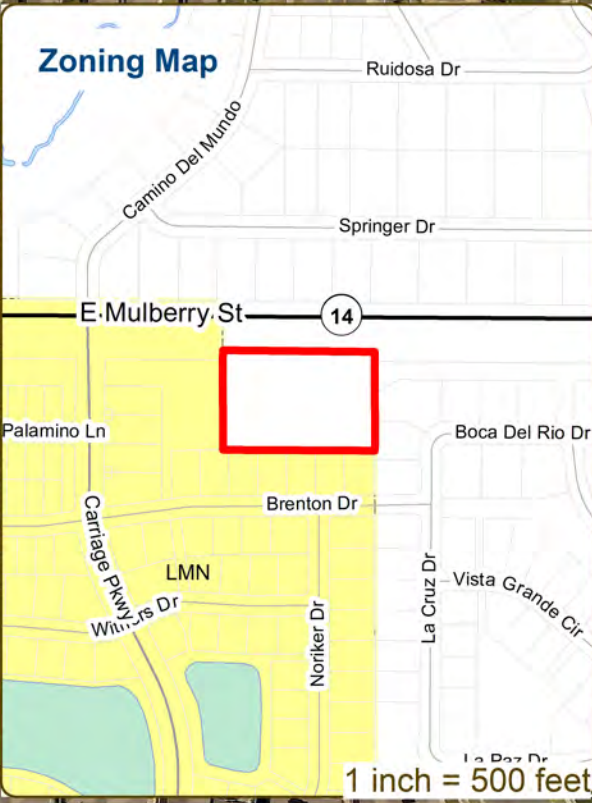 Zoning Map
Ruidosa Dr
Camino Del Mundo
Springer Dr
E Mulberry St
14
Palamino Ln
Boca Del Rio Dr
Brenton Dr
Carriage Pkwy
LMN
Vista Grande Cir
La Cruz Dr
Withers Dr
Noriker Dr
La Paz Dr
1 inch = 500 feet